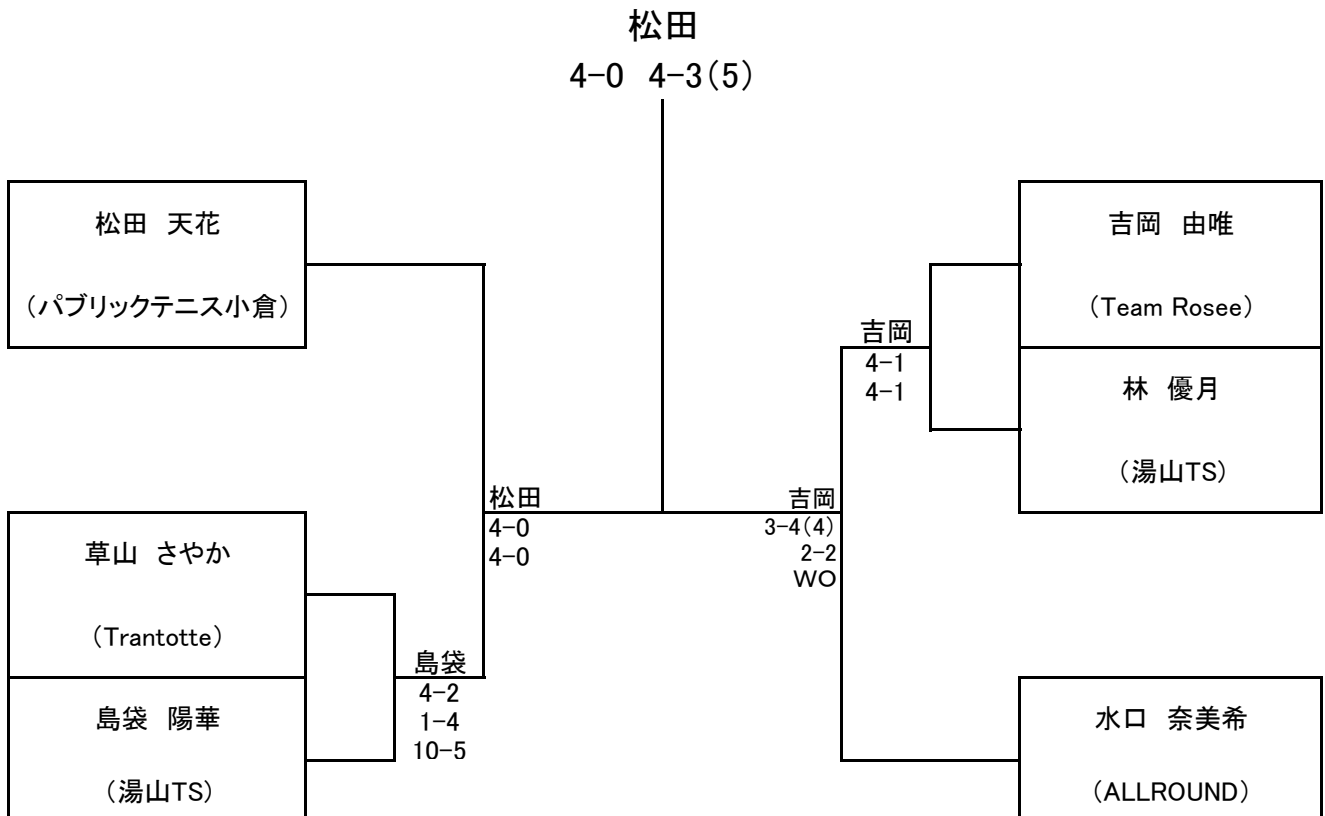 松田
4-0 4-3(5)
松田 天花
(パブリックテニス小倉)
草山 さやか
(Trantotte)
島袋 陽華
(湯山TS)
島袋
4-2
1-4
10-5
松田
4-0
4-0
吉岡
3-4(4)
2-2
WO
吉岡
4-1
4-1
吉岡 由唯
(Team Rosee)
林 優月
(湯山TS)
水口 奈美希
(ALLROUND)